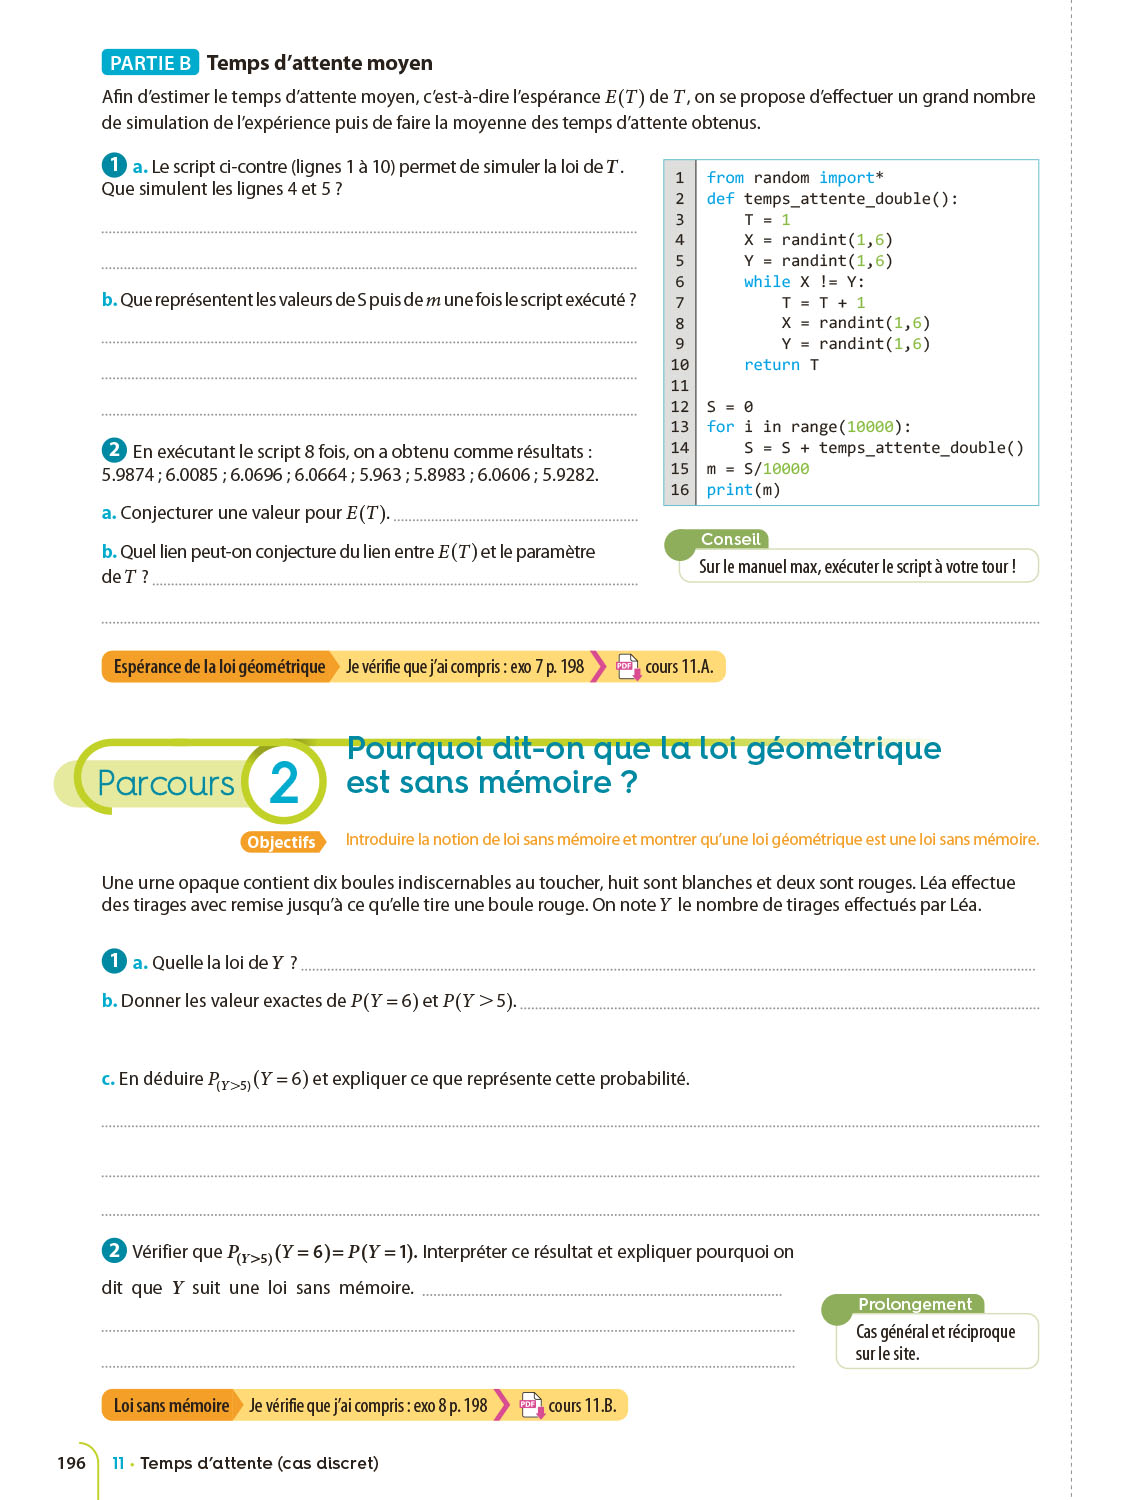 PARTIE B Temps d'attente moyen
Afin d'estimer le temps d'attente moyen, c'est-à-dire l'espérance E(T) de T, on se propose d'effectuer un grand nombre
de simulation de l'expérience puis de faire la moyenne des temps d'attente obtenus.
1 a. Le script ci-contre (lignes 1 à 10) permet de simuler la loi de T.
Que simulent les lignes 4 et 5 ?
b. Que représentent les valeurs de S puis de m une fois le script exécuté ?
2 En exécutant le script 8 fois, on a obtenu comme résultats :
5.9874 ; 6.0085 ; 6.0696 ; 6.0664 ; 5.963 ; 5.8983 ; 6.0606 ; 5.9282.
a. Conjecturer une valeur pour E(T).
b. Quel lien peut-on conjecture du lien entre E(T) et le paramètre
de T ?
1 from random import*
2 def temps_attente_double():
3 T = 1
4 X = randint(1,6)
5 Y = randint(1,6)
6 while X != Y:
7 T = T + 1
8 X = randint(1,6)
9 Y = randint(1,6)
10 return T
11
12 S = 0
13 for i in range(10000):
14 S = S + temps_attente_double()
15 m = S/10000
16 print(m)
Conseil
Sur le manuel max, exécuter le script à votre tour !
Espérance de la loi géométrique Je vérifie que j'ai compris : exo 7 p. 198 PDF cours 11.A.
Parcours 2
Pourquoi dit-on que la loi géométrique
est sans mémoire ?
Objectifs Introduire la notion de loi sans mémoire et montrer qu'une loi géométrique est une loi sans mémoire.
Une urne opaque contient dix boules indiscernables au toucher, huit sont blanches et deux sont rouges. Léa effectue
des tirages avec remise jusqu'à ce qu'elle tire une boule rouge. On note Y le nombre de tirages effectués par Léa.
1 a. Quelle la loi de Y ?
b. Donner les valeur exactes de P(Y = 6) et P(Y > 5).
c. En déduire P(Y>5)(Y = 6) et expliquer ce que représente cette probabilité.
2 Vérifier que P(Y>5)(Y = 6)= P(Y = 1). Interpréter ce résultat et expliquer pourquoi on
dit que Y suit une loi sans mémoire.
Prolongement
Cas général et réciproque
sur le site.
Loi sans mémoire Je vérifie que j'ai compris : exo 8 p. 198 PDF cours 11.B.
196 11 • Temps d'attente (cas discret)